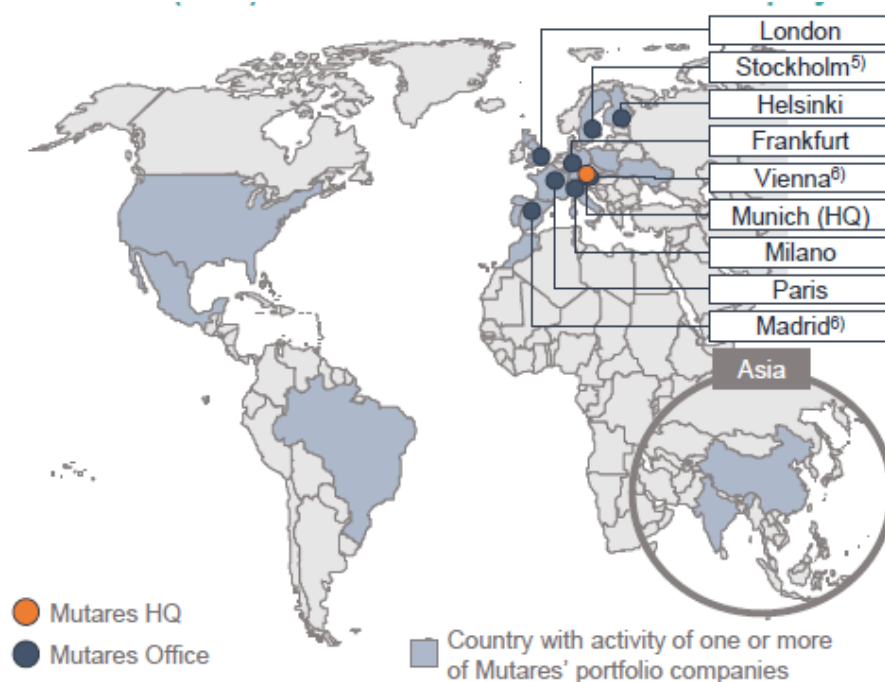 London
Stockholm⁵⁾
Helsinki
Frankfurt
Vienna⁶⁾
Munich (HQ)
Milano
Paris
Madrid⁶⁾
Asia
Mutares HQ
Mutares Office
Country with activity of one or more
of Mutares' portfolio companies